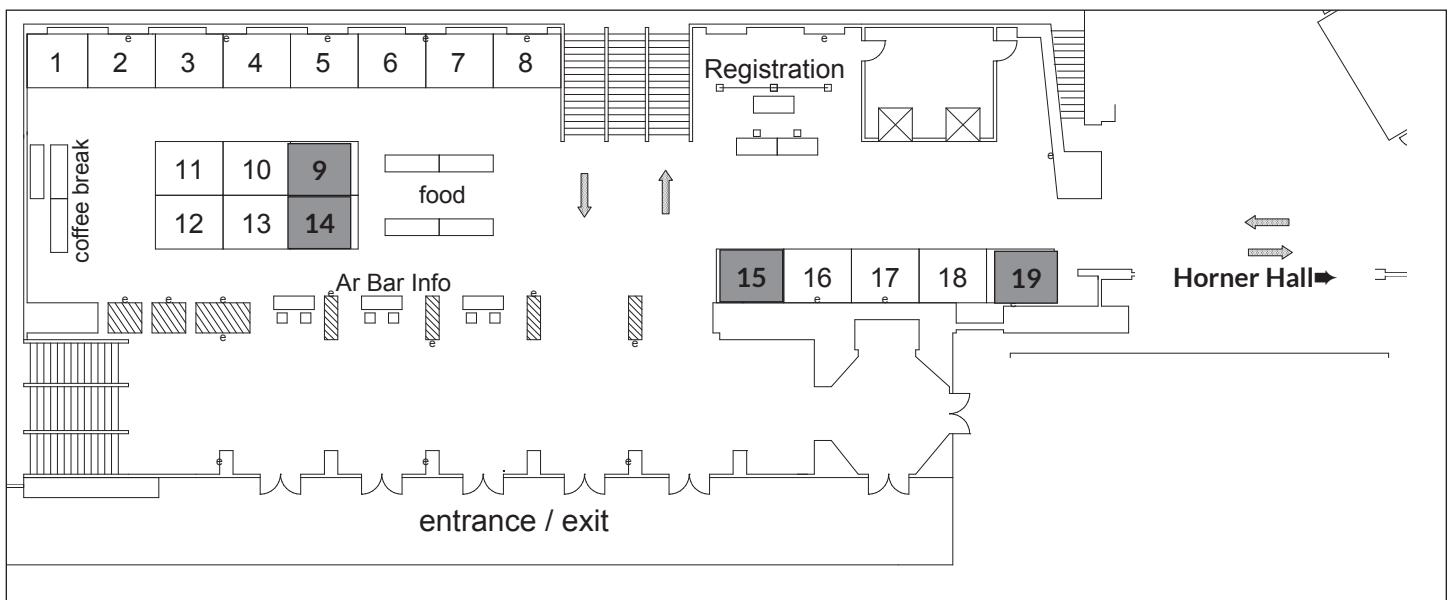 1 2 3 4 5 6 7 8
Registration
coffee break
11 10 9
12 13 14
food
15 16 17 18 19
Horner Hall
Ar Bar Info
e e e e e e
e
e e e e
e e e
e e e
e e e
entrance / exit